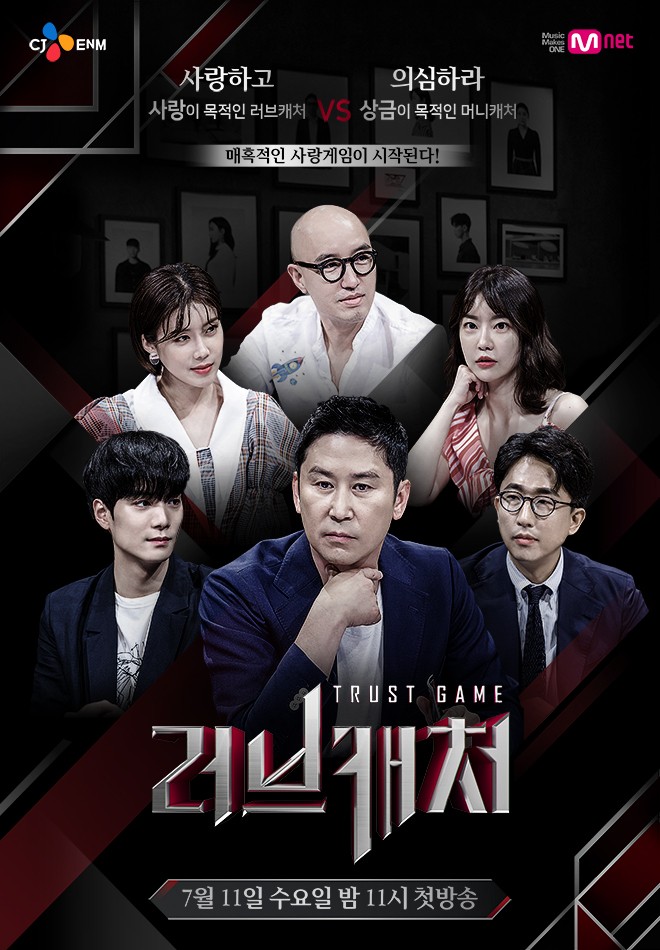 CJ ENM
Music
Makes
ONE
Mnet
사랑하고
의심하라
사랑이 목적인 러브캐처 VS 상금이 목적인 머니캐처
매혹적인 사랑게임이 시작된다!
TRUST GAME
러브캐처
7월 11일 수요일 밤 11시 첫방송